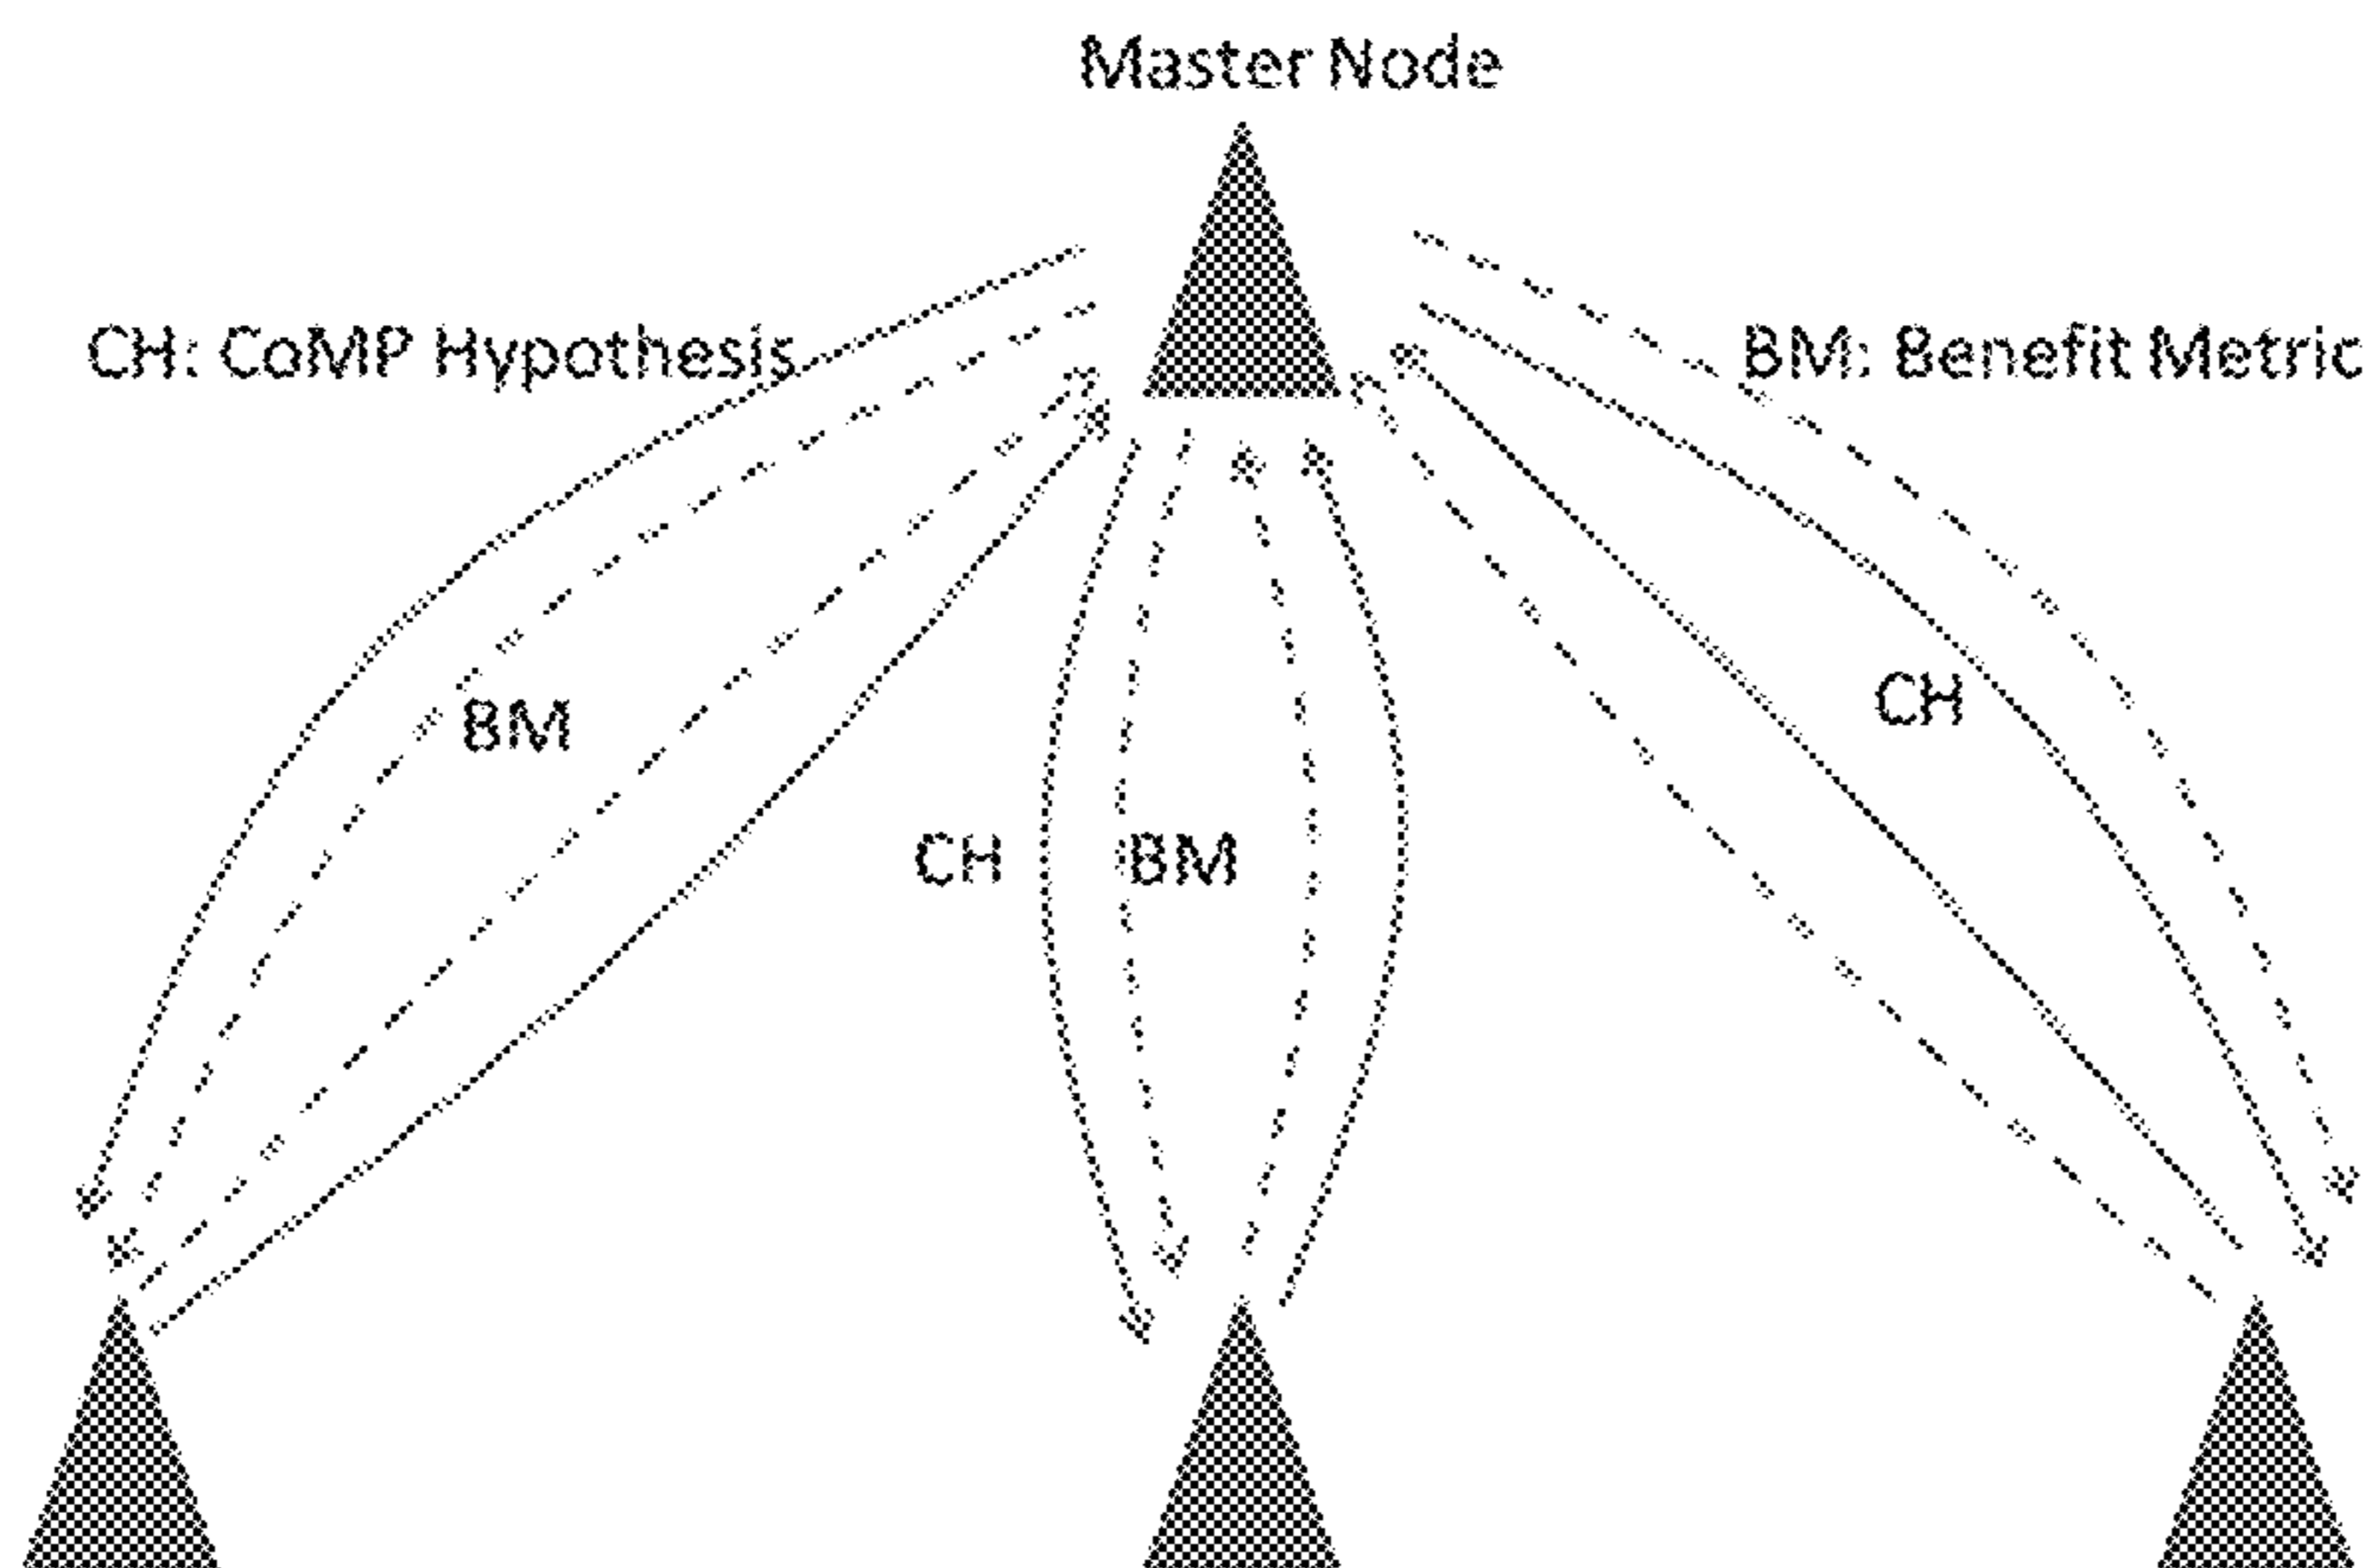 Master Node
CH: CoMP Hypothesis
BM: Benefit Metric
BM
CH
CH
BM